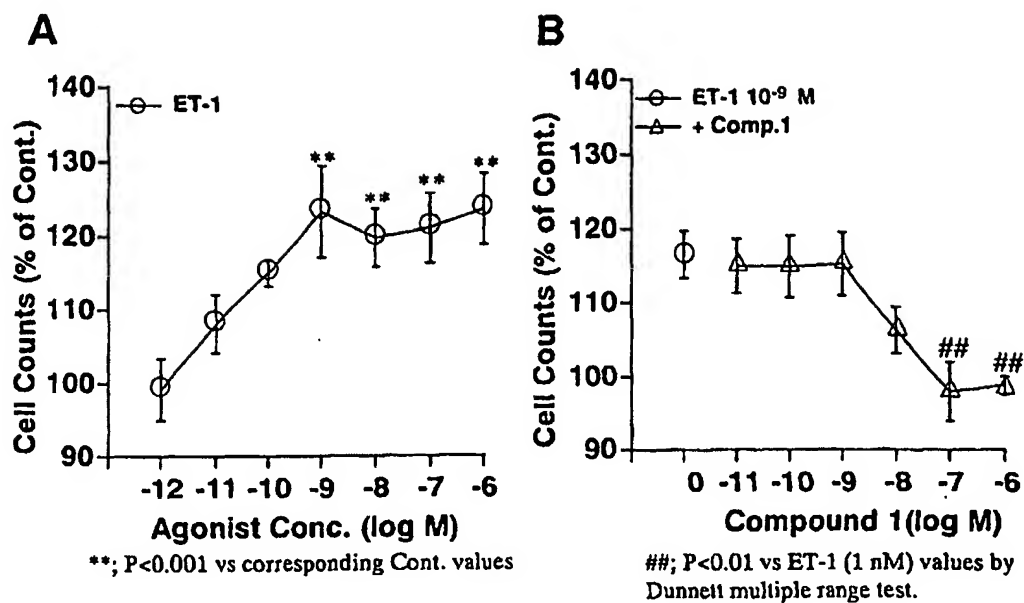 A
ET-1
Cell Counts (% of Cont.)
140
130
120
110
100
90
**
**
**
**
-12 -11 -10 -9 -8 -7 -6
Agonist Conc. (log M)
**; P<0.001 vs corresponding Cont. values
B
ET-1 10⁻⁹ M
+ Comp.1
Cell Counts (% of Cont.)
140
130
120
110
100
90
##
##
0 -11 -10 -9 -8 -7 -6
Compound 1(log M)
##; P<0.01 vs ET-1 (1 nM) values by
Dunnett multiple range test.